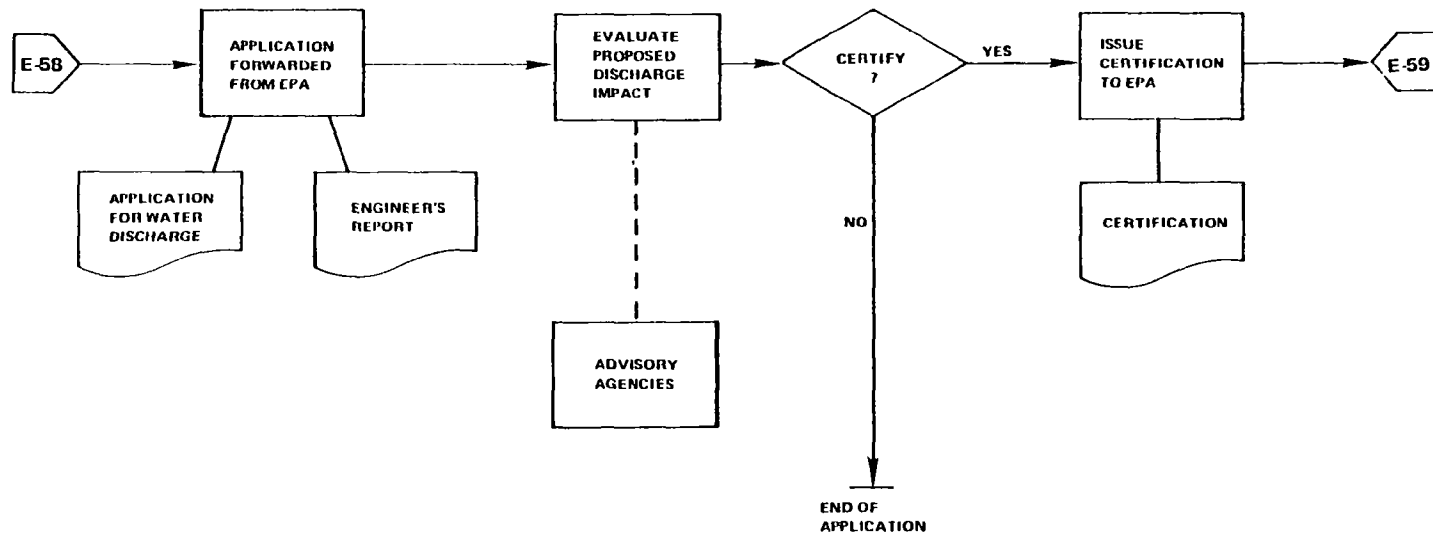 E-58
APPLICATION
FORWARDED
FROM EPA
EVALUATE
PROPOSED
DISCHARGE
IMPACT
CERTIFY
?
YES
ISSUE
CERTIFICATION
TO EPA
E-59
APPLICATION
FOR WATER
DISCHARGE
ENGINEER'S
REPORT
NO
CERTIFICATION
ADVISORY
AGENCIES
END OF
APPLICATION